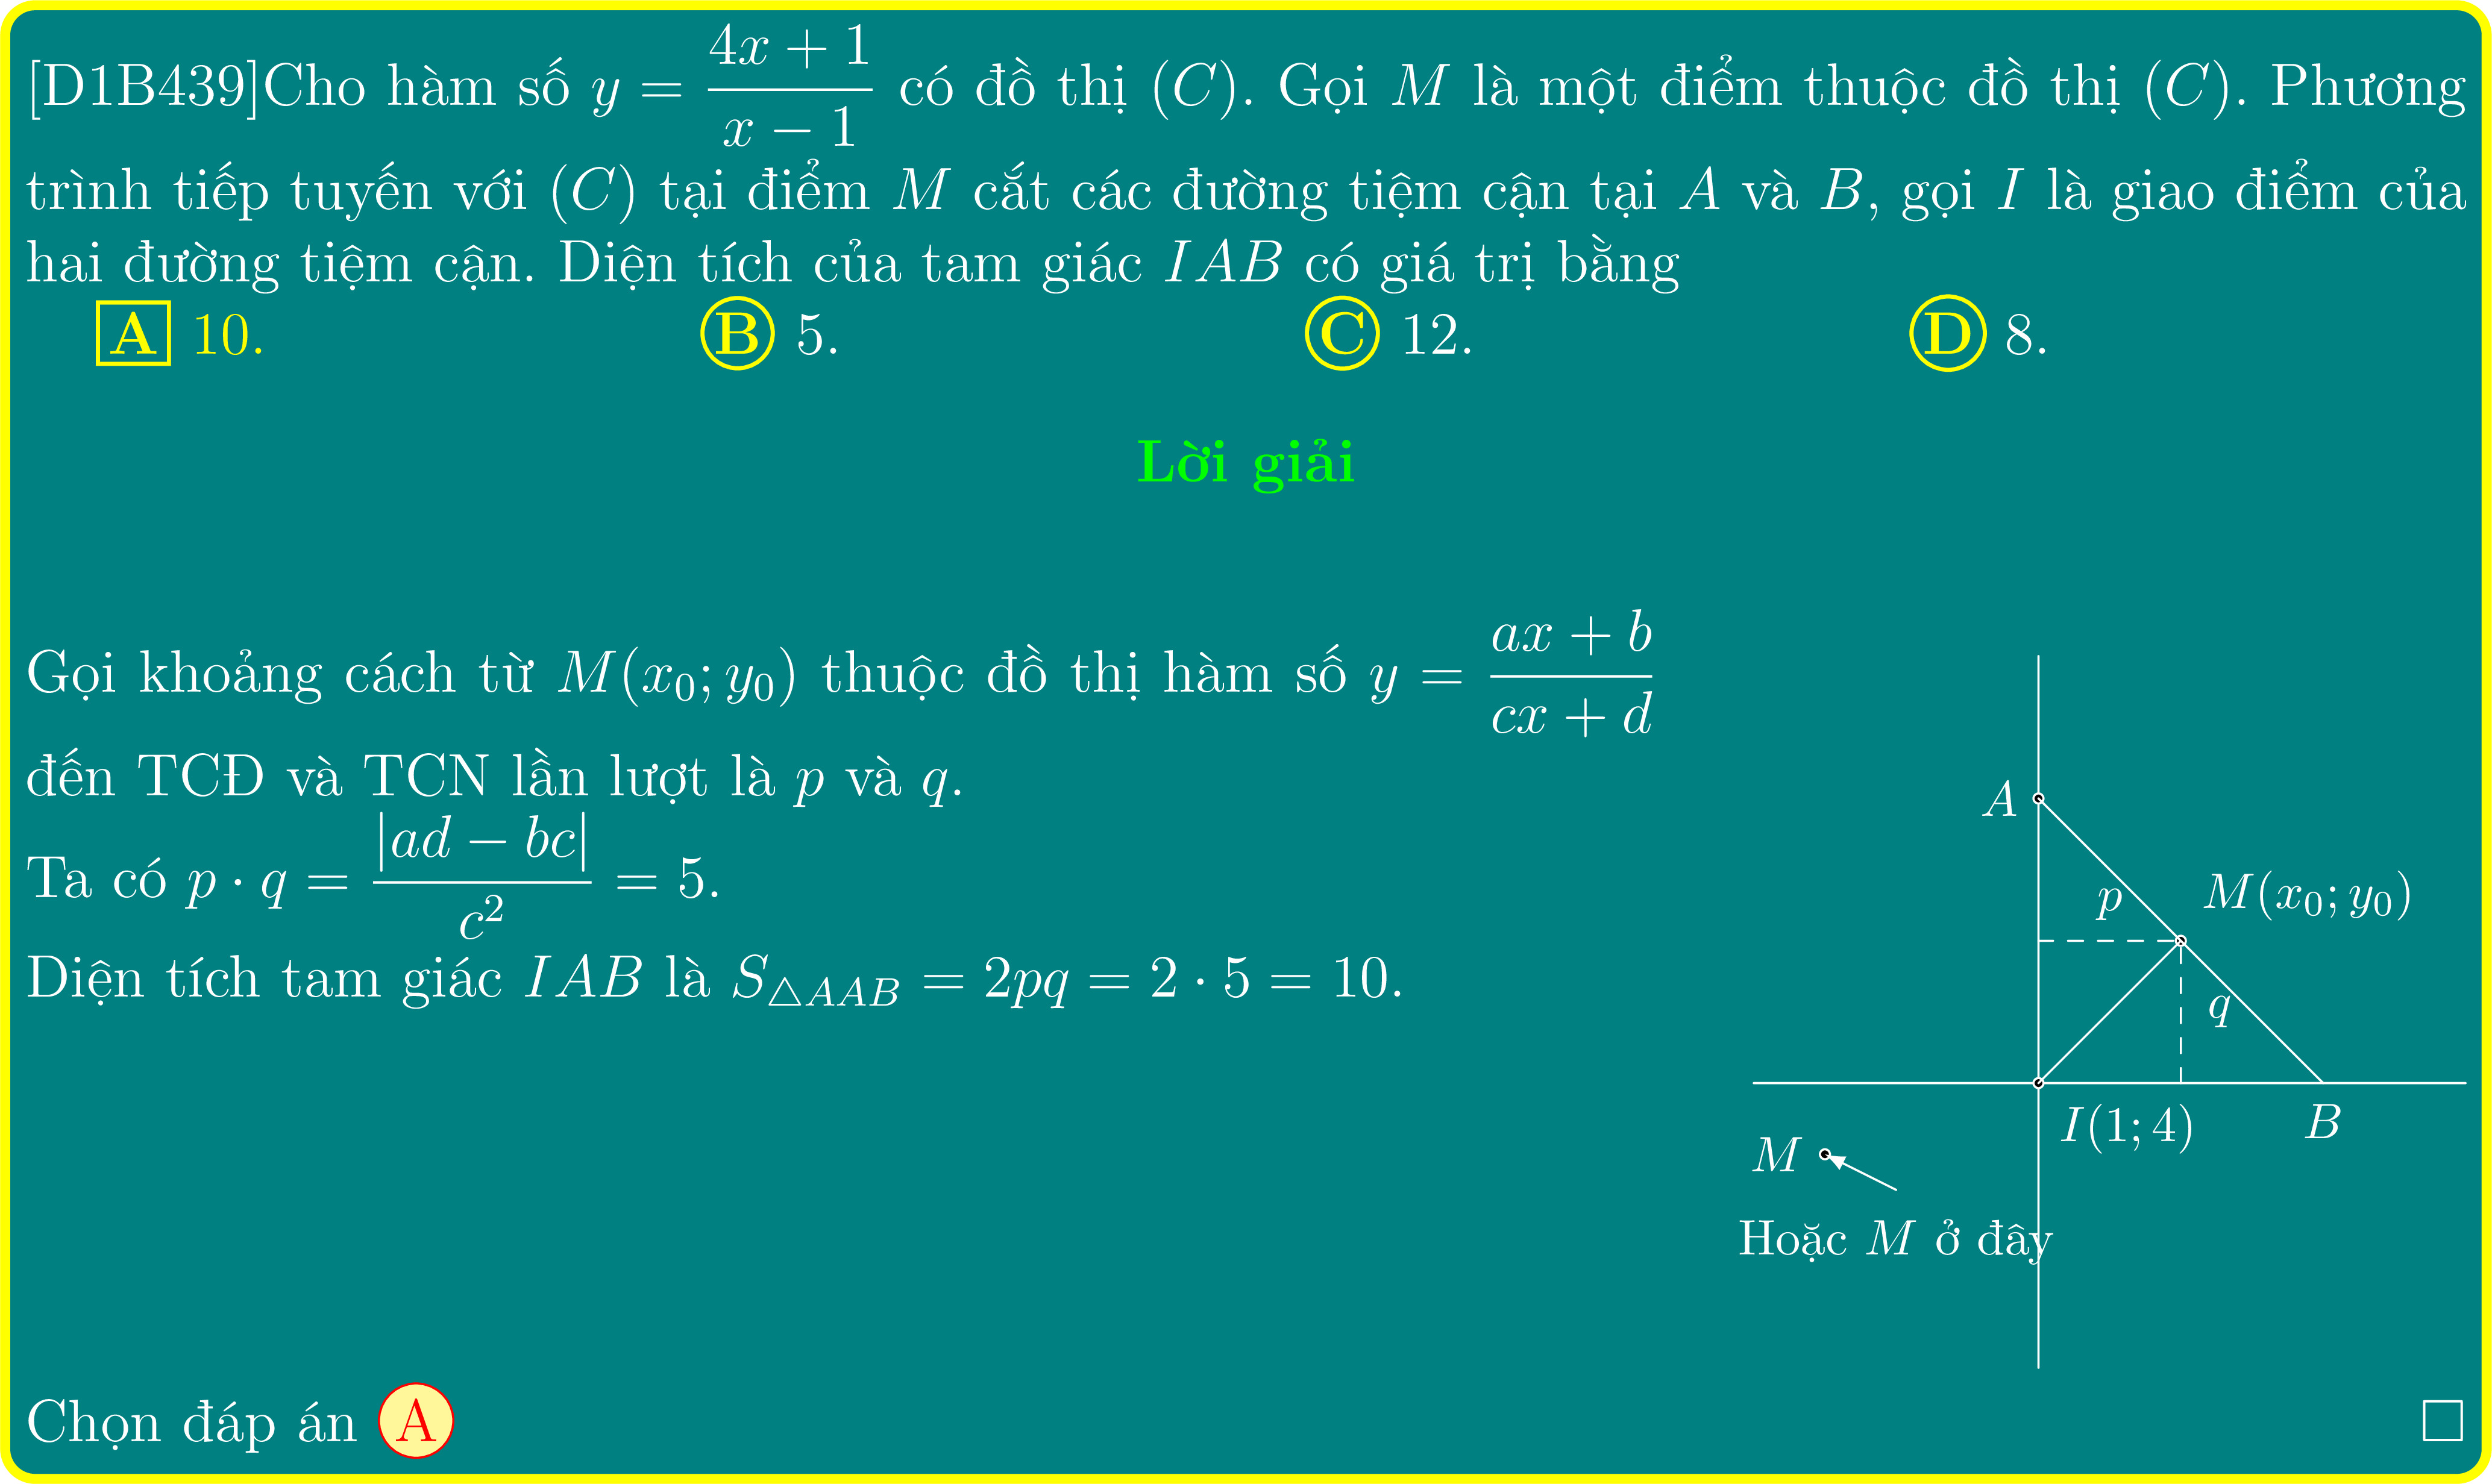 [D1B439]Cho hàm số y = \frac{4x + 1}{x − 1} có đồ thị (C). Gọi M là một điểm thuộc đồ thị (C). Phương
trình tiếp tuyến với (C) tại điểm M cắt các đường tiệm cận tại A và B, gọi I là giao điểm của
hai đường tiệm cận. Diện tích của tam giác IAB có giá trị bằng
A 10. B 5. C 12. D 8.
Lời giải
Gọi khoảng cách từ M(x_0; y_0) thuộc đồ thị hàm số y = \frac{ax + b}{cx + d}
đến TCĐ và TCN lần lượt là p và q.
Ta có p · q = \frac{|ad − bc|}{c^2} = 5.
Diện tích tam giác IAB là S_{△AAB} = 2pq = 2 · 5 = 10.
A
p
M(x_0; y_0)
q
I(1; 4)
B
M
Hoặc M ở đây
Chọn đáp án A